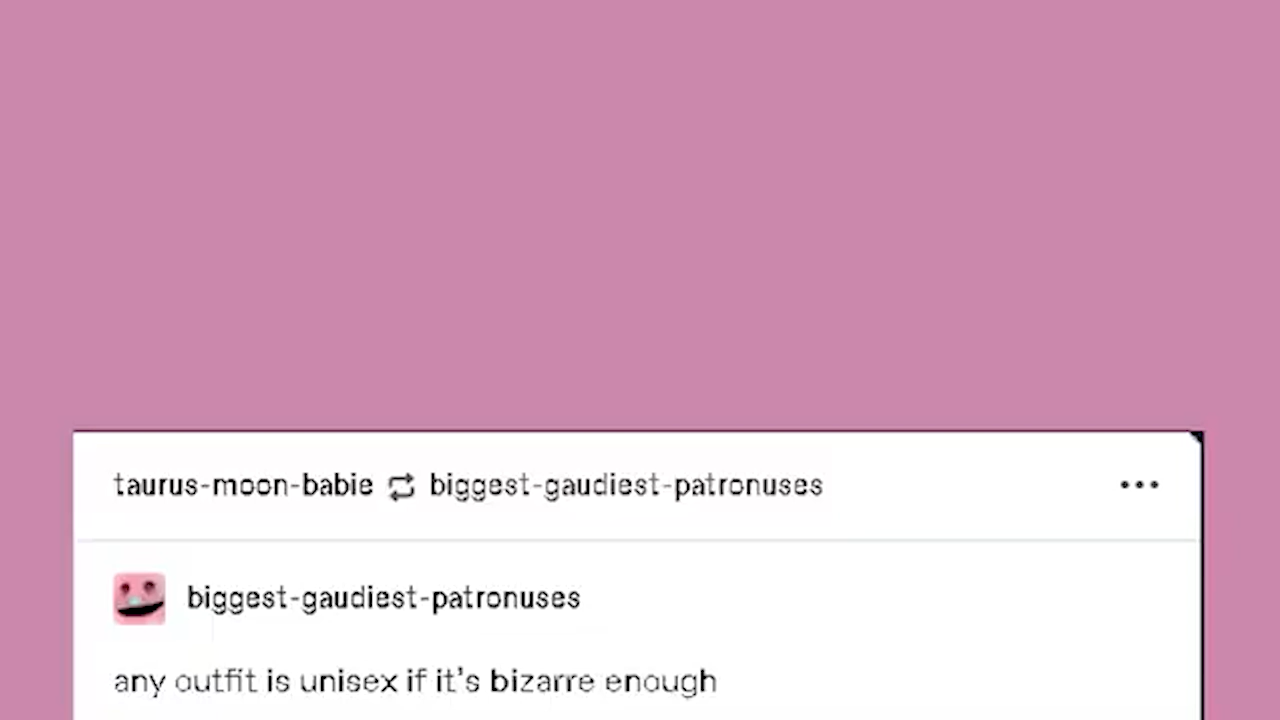 taurus-moon-babie biggest-gaudiest-patronuses
biggest-gaudiest-patronuses
any outfit is unisex if it's bizarre enough